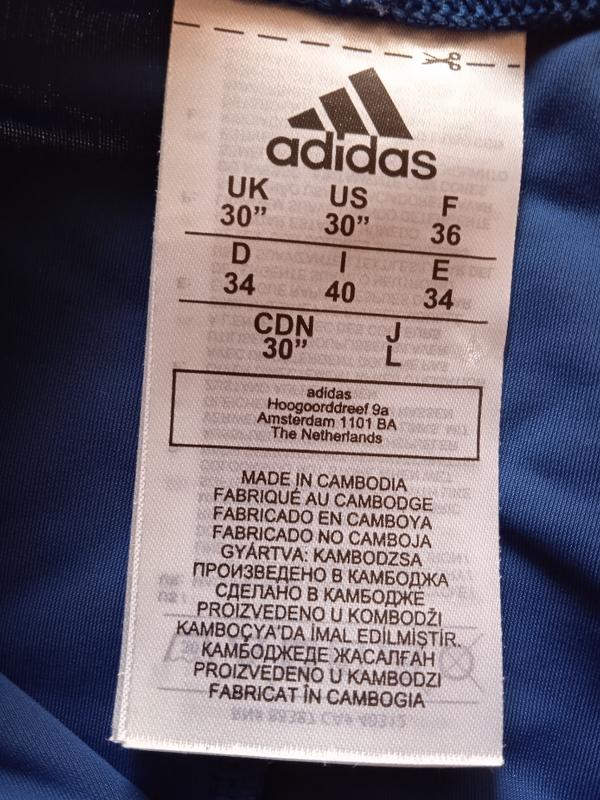 adidas
UK US F
30” 30” 36
D I E
34 40 34
CDN J
30” L
adidas
Hoogoorddreef 9a
Amsterdam 1101 BA
The Netherlands
MADE IN CAMBODIA
FABRIQUÉ AU CAMBODGE
FABRICADO EN CAMBOYA
FABRICADO NO CAMBOJA
GYÁRTVA: KAMBODZSA
ПРОИЗВЕДЕНО В КАМБОДЖА
СДЕЛАНО В КАМБОДЖЕ
PROIZVEDENO U KOMBODŽI
KAMBOÇYA'DA İMAL EDİLMİŞTİR.
КАМБОДЖЕДЕ ЖАСАЛҒАН
PROIZVEDENO U KAMBODZI
FABRICAT ÎN CAMBOGIA